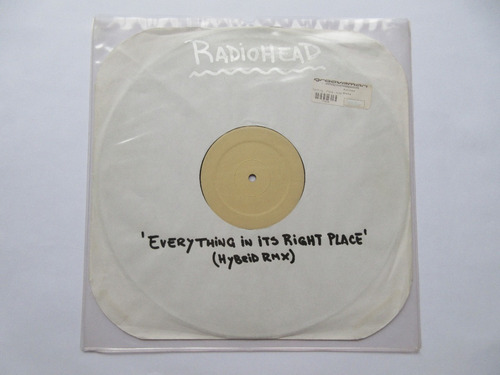 RADIOHEAD
'EVERYTHING IN ITS RIGHT PLACE'
(HYBRID RMX)